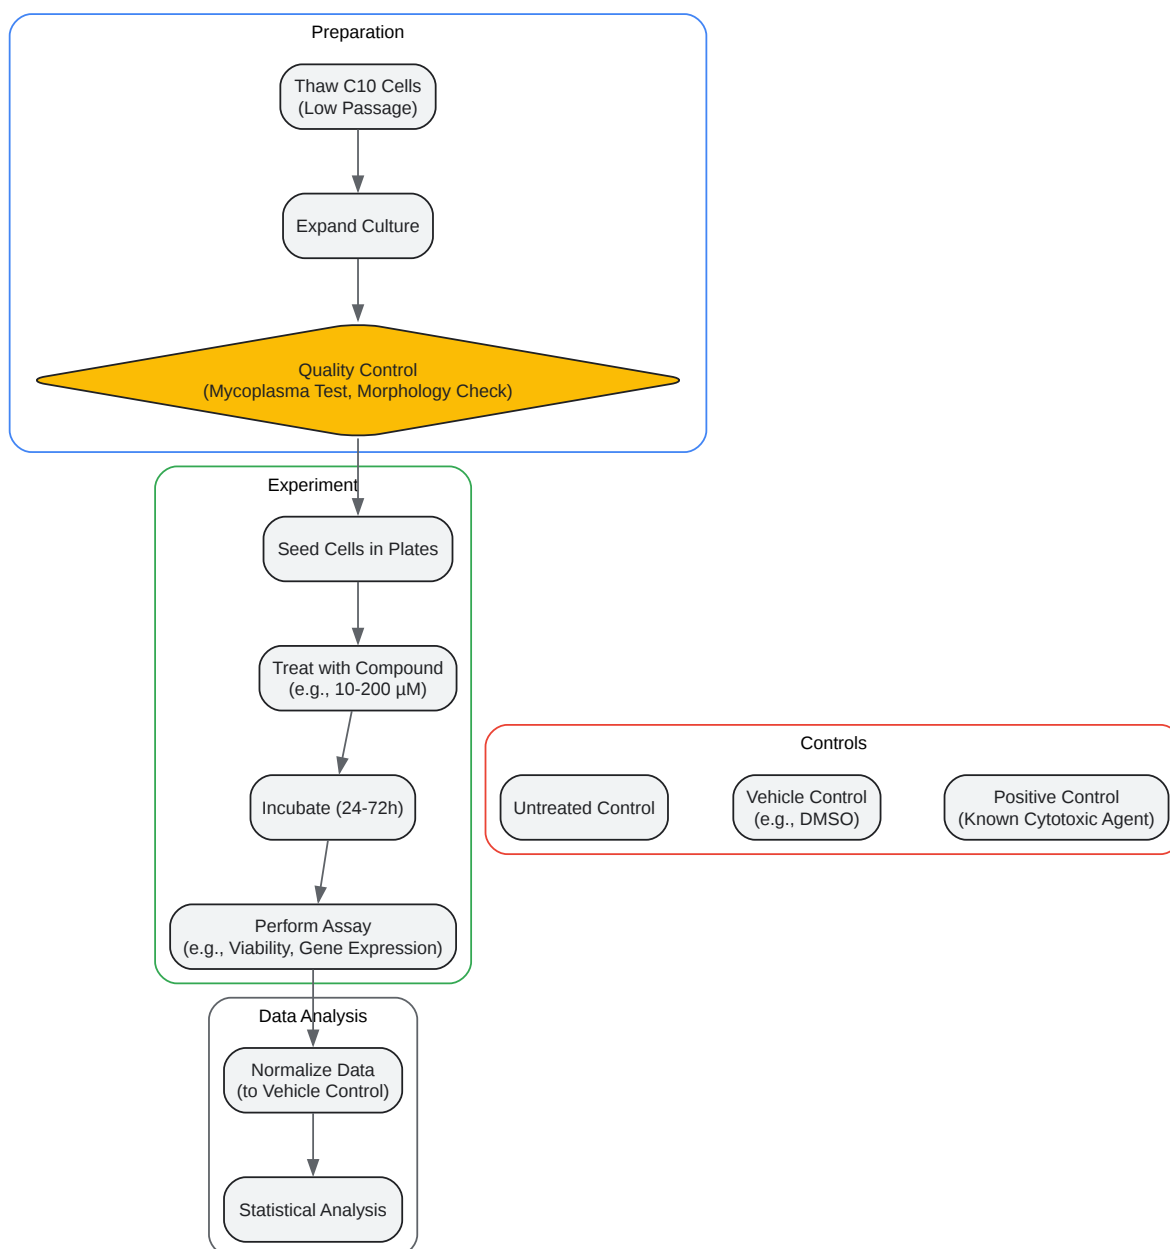 Preparation
Thaw C10 Cells
(Low Passage)
Expand Culture
Quality Control
(Mycoplasma Test, Morphology Check)
Experiment
Seed Cells in Plates
Treat with Compound
(e.g., 10-200 µM)
Incubate (24-72h)
Perform Assay
(e.g., Viability, Gene Expression)
Controls
Untreated Control
Vehicle Control
(e.g., DMSO)
Positive Control
(Known Cytotoxic Agent)
Data Analysis
Normalize Data
(to Vehicle Control)
Statistical Analysis